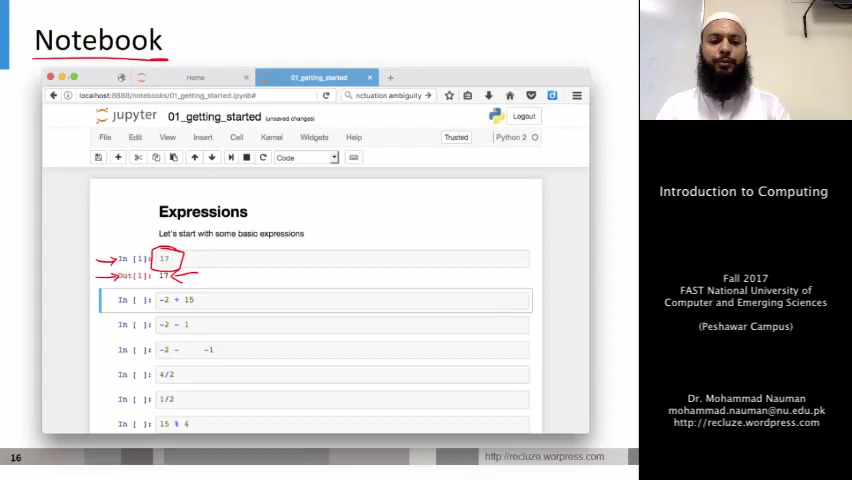 Notebook
Home
01_getting_started
localhost:8888/notebooks/01_getting_started.ipynb#
nctuation ambiguity
jupyter 01_getting_started (unsaved changes)
Logout
File Edit View Insert Cell Kernel Widgets Help
Trusted
Python 2
Code
Expressions
Let's start with some basic expressions
In [1]: 17
Out[1]: 17
In [ ]: -2 + 15
In [ ]: -2 - 1
In [ ]: -2 - -1
In [ ]: 4/2
In [ ]: 1/2
In [ ]: 15 % 4
16
http://recluze.worpress.com
Introduction to Computing
Fall 2017
FAST National University of
Computer and Emerging Sciences
(Peshawar Campus)
Dr. Mohammad Nauman
mohammad.nauman@nu.edu.pk
http://recluze.wordpress.com